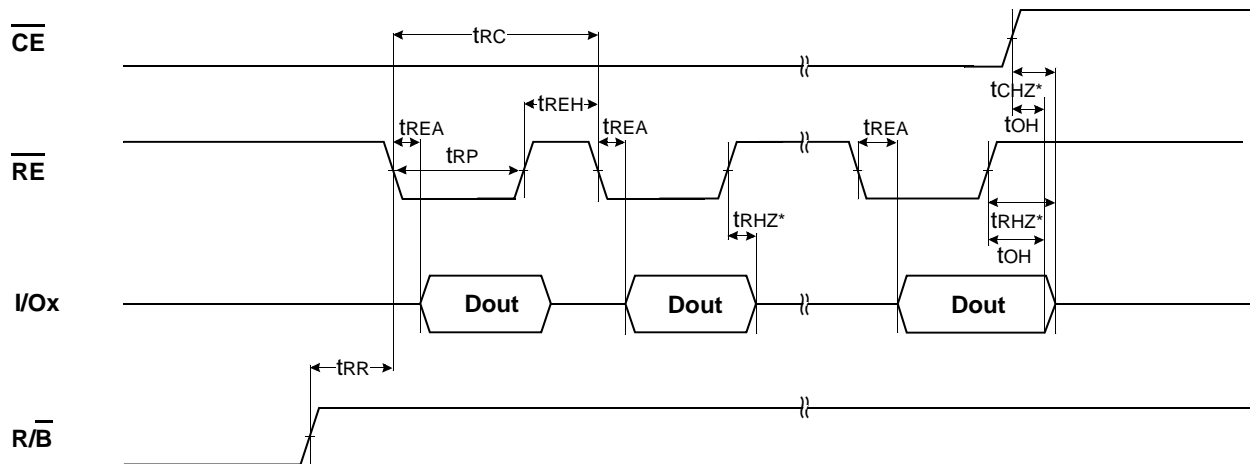 CE
tRC
tCHZ*
tREH
tOH
tREA
tREA
tREA
tRP
RE
tRHZ*
tRHZ*
tOH
I/Ox
Dout
Dout
Dout
tRR
R/B